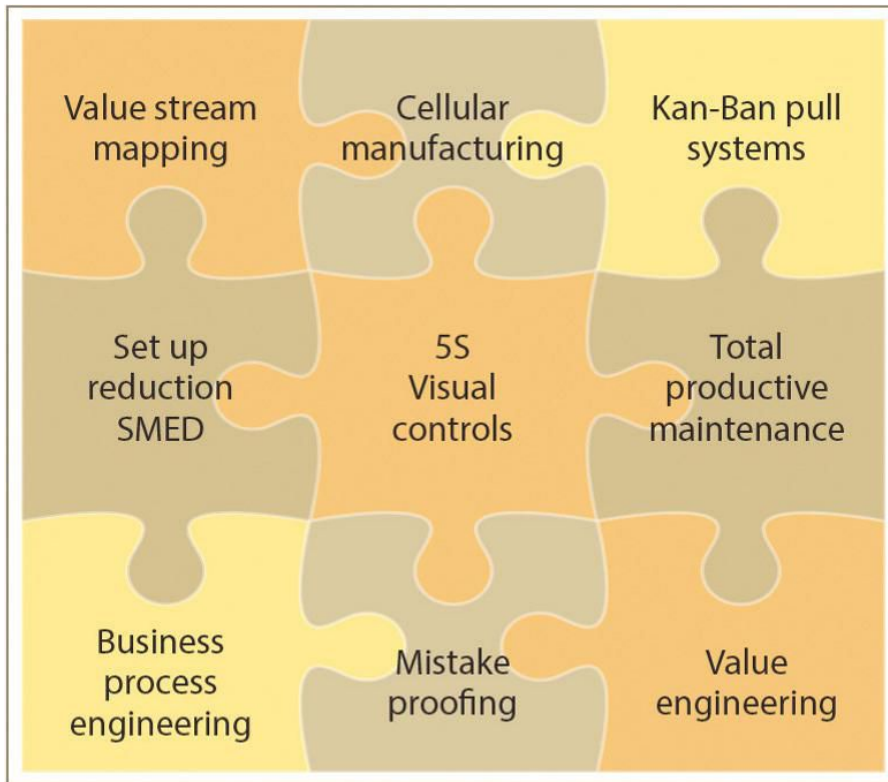 Value stream
mapping
Cellular
manufacturing
Kan-Ban pull
systems
Set up
reduction
SMED
5S
Visual
controls
Total
productive
maintenance
Business
process
engineering
Mistake
proofing
Value
engineering